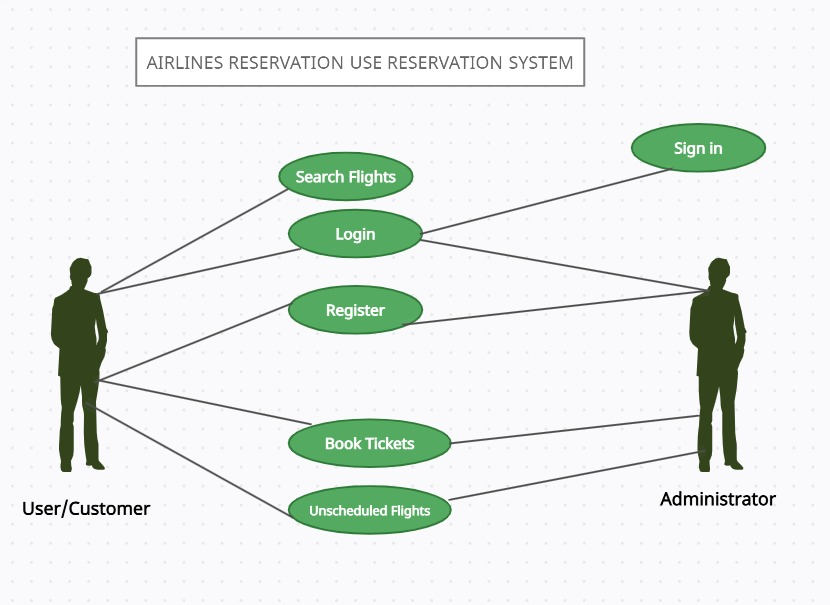 AIRLINES RESERVATION USE RESERVATION SYSTEM
Sign in
Search Flights
Login
Register
Book Tickets
Unscheduled Flights
User/Customer
Administrator